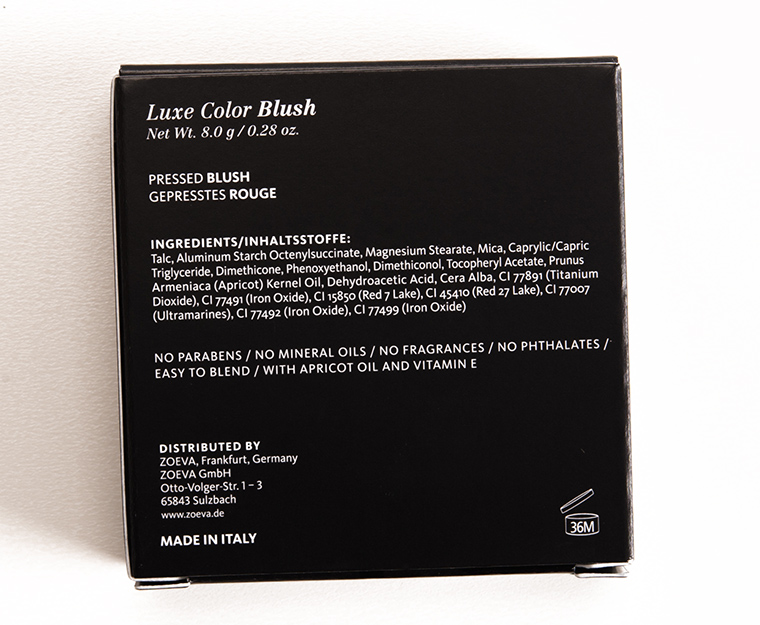 Luxe Color Blush
Net Wt. 8.0 g / 0.28 oz.
PRESSED BLUSH
GEPRESSTES ROUGE
INGREDIENTS/INHALTSSTOFFE:
Talc, Aluminum Starch Octenylsuccinate, Magnesium Stearate, Mica, Caprylic/Capric
Triglyceride, Dimethicone, Phenoxyethanol, Dimethiconol, Tocopheryl Acetate, Prunus
Armeniaca (Apricot) Kernel Oil, Dehydroacetic Acid, Cera Alba, CI 77891 (Titanium
Dioxide), CI 77491 (Iron Oxide), CI 15850 (Red 7 Lake), CI 45410 (Red 27 Lake), CI 77007
(Ultramarines), CI 77492 (Iron Oxide), CI 77499 (Iron Oxide)
NO PARABENS / NO MINERAL OILS / NO FRAGRANCES / NO PHTHALATES /
EASY TO BLEND / WITH APRICOT OIL AND VITAMIN E
DISTRIBUTED BY
ZOEVA, Frankfurt, Germany
ZOEVA GmbH
Otto-Volger-Str. 1 – 3
65843 Sulzbach
www.zoeva.de
MADE IN ITALY
36M